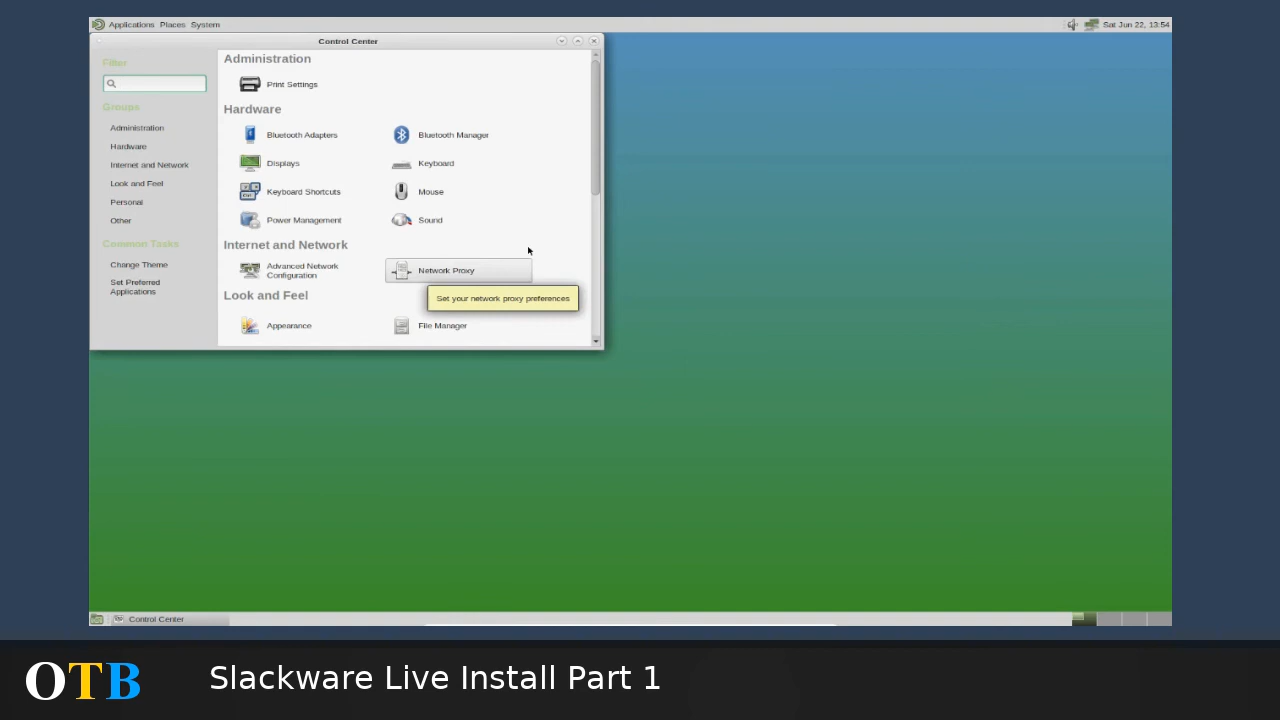 Applications Places System
Sat Jun 22, 13:54
Control Center
Filter
Groups
Administration
Hardware
Internet and Network
Look and Feel
Personal
Other
Common Tasks
Change Theme
Set Preferred
Applications
Administration
Print Settings
Hardware
Bluetooth Adapters
Bluetooth Manager
Displays
Keyboard
Keyboard Shortcuts
Mouse
Power Management
Sound
Internet and Network
Advanced Network
Configuration
Network Proxy
Set your network proxy preferences
Look and Feel
Appearance
File Manager
Control Center
OTB
Slackware Live Install Part 1